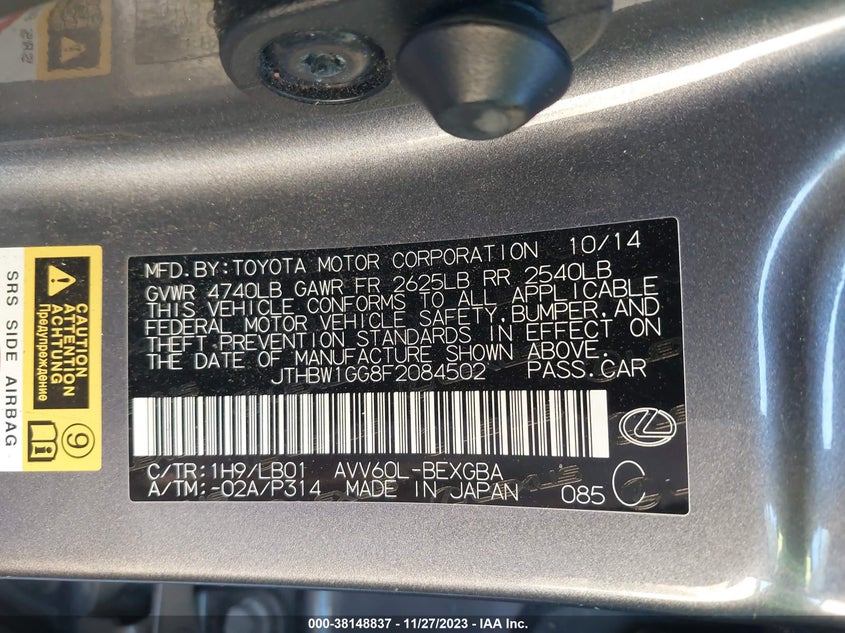 2R2
MFD.BY:TOYOTA MOTOR CORPORATION 10/14
GVWR 4740LB GAWR FR 2625LB RR 2540LB
THIS VEHICLE CONFORMS TO ALL APPLICABLE
FEDERAL MOTOR VEHICLE SAFETY,BUMPER,AND
THEFT PREVENTION STANDARDS IN EFFECT ON
THE DATE OF MANUFACTURE SHOWN ABOVE.
JTHBW1GG8F2084502 PASS.CAR
C/TR:1H9/LB01 AVV60L-BEXGBA
A/TM:-02A/P314 MADE IN JAPAN 085 C
CAUTION
ATTENTION
ACHTUNG
Предупреждение
SRS SIDE AIRBAG
9
000-38148837 - 11/27/2023 - IAA Inc.